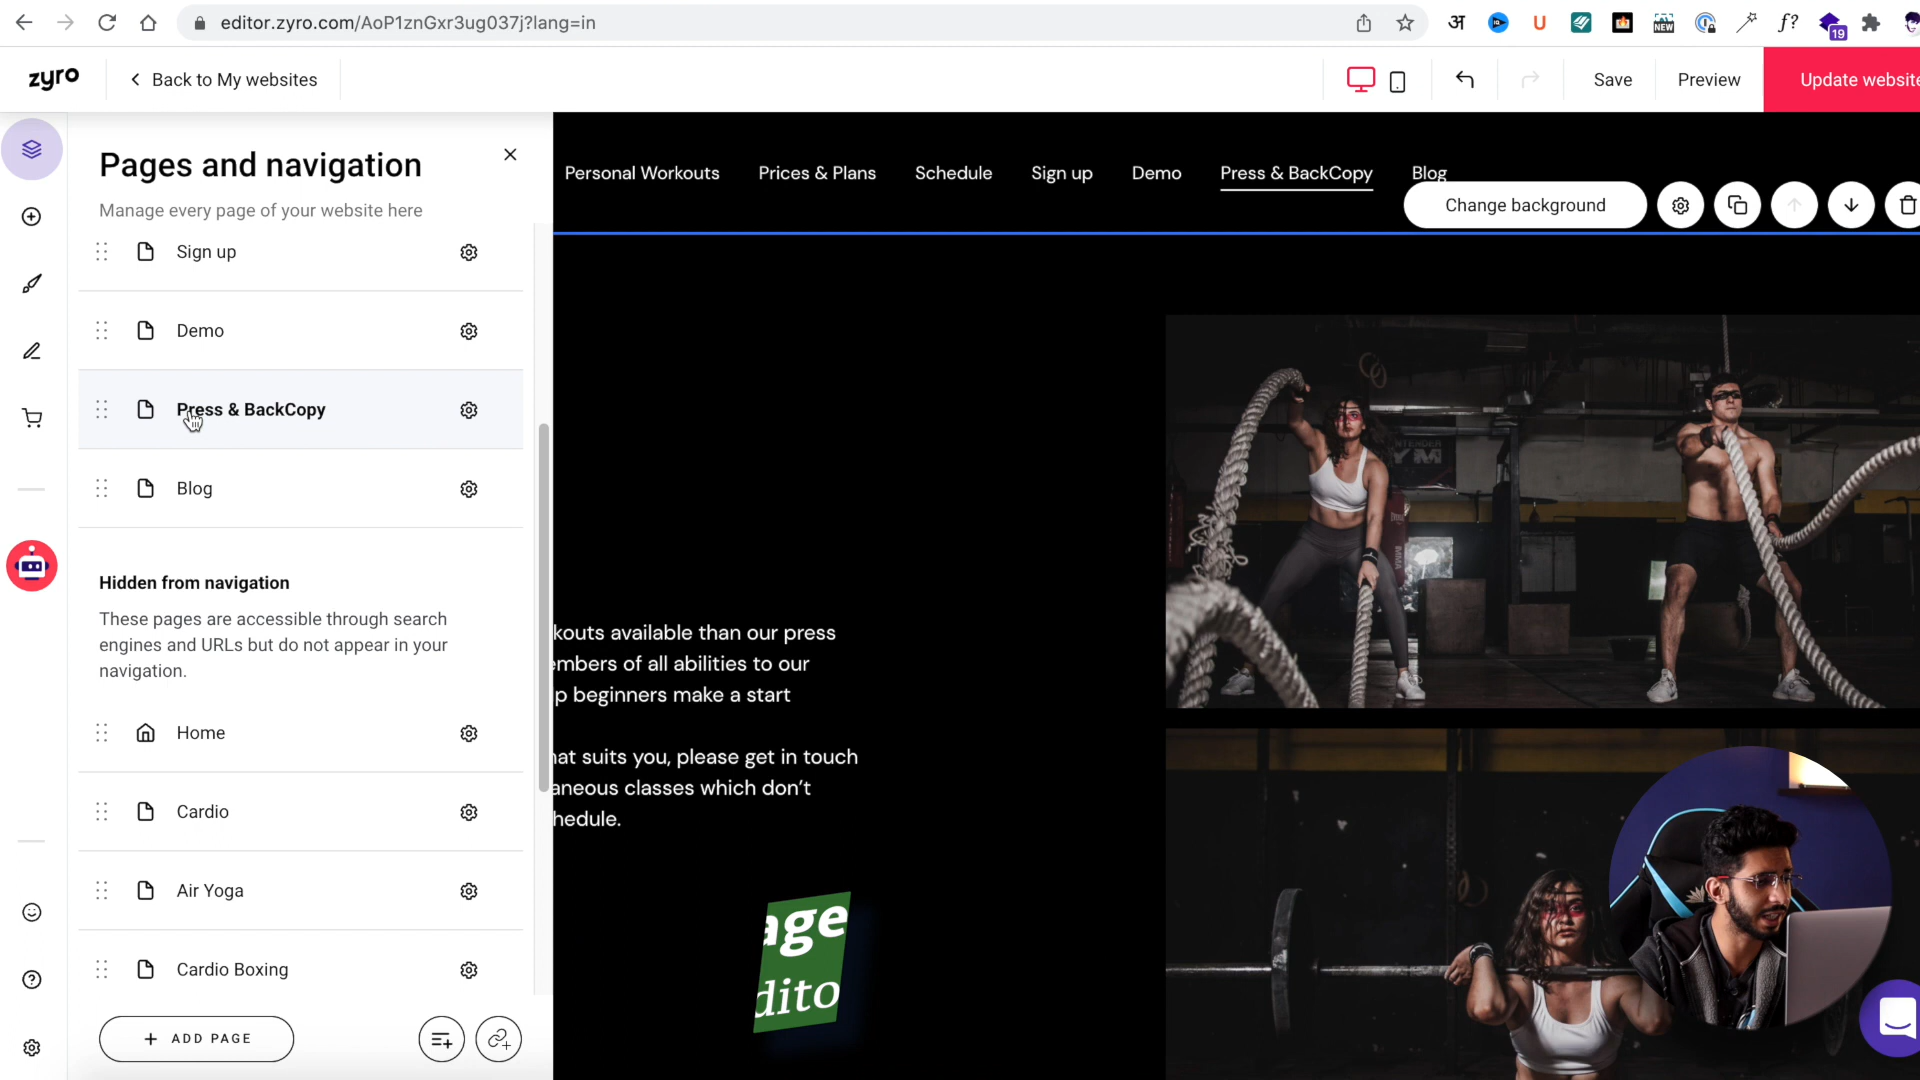 editor.zyro.com/AoP1znGxr3ug037j?lang=in
अ
U
NEW
f?
19
zyro
Back to My websites
Save
Preview
Update website
Pages and navigation
Manage every page of your website here
Sign up
Demo
Press & BackCopy
Blog
Hidden from navigation
These pages are accessible through search
engines and URLs but do not appear in your
navigation.
Home
Cardio
Air Yoga
Cardio Boxing
+ ADD PAGE
Personal Workouts
Prices & Plans
Schedule
Sign up
Demo
Press & BackCopy
Blog
Change background
kouts available than our press
embers of all abilities to our
p beginners make a start
hat suits you, please get in touch
aneous classes which don't
hedule.
age
dito